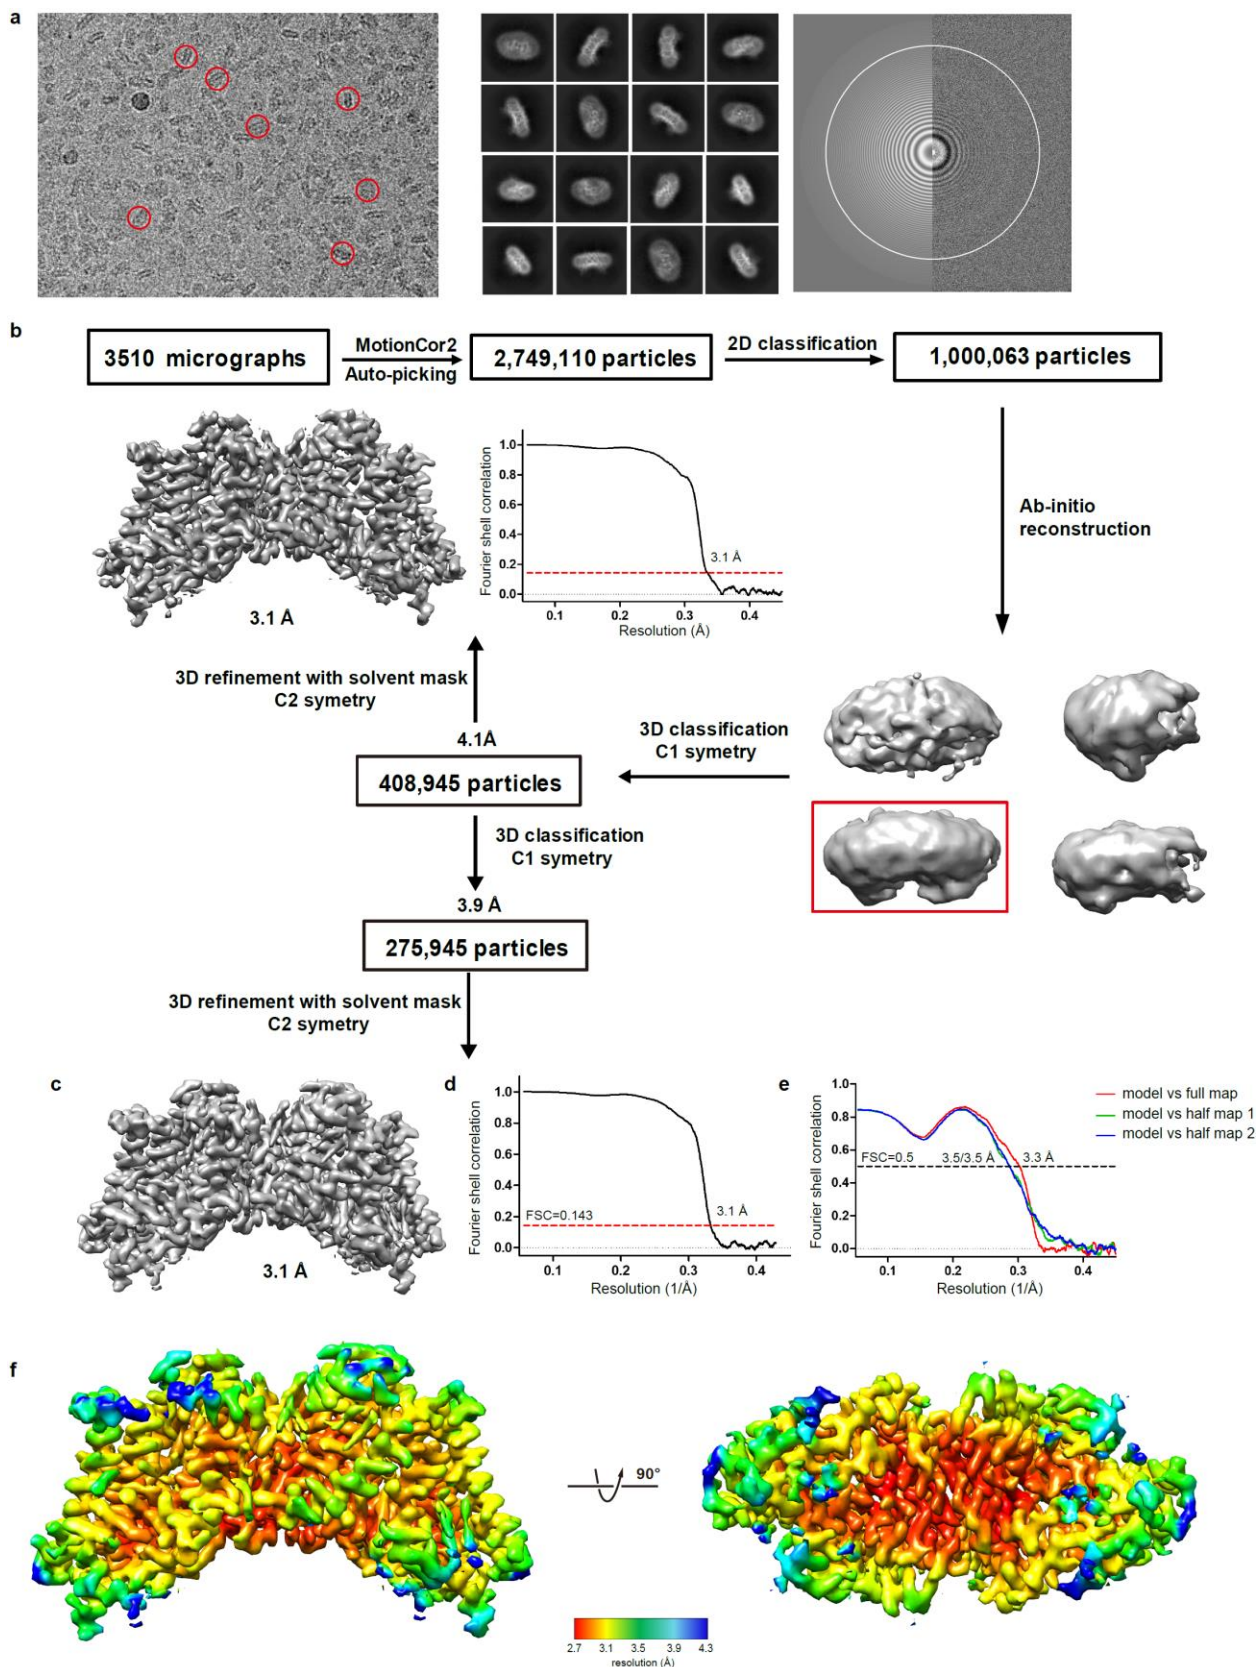 a
b
3510 micrographs
MotionCor2
Auto-picking
2,749,110 particles
2D classification
1,000,063 particles
3.1 Å
Fourier shell correlation
1.0
0.8
0.6
0.4
0.2
0.0
3.1 Å
0.1 0.2 0.3 0.4
Resolution (Å)
Ab-initio
reconstruction
3D refinement with solvent mask
C2 symetry
4.1Å
408,945 particles
3D classification
C1 symetry
3D classification
C1 symetry
3.9 Å
275,945 particles
3D refinement with solvent mask
C2 symetry
c
3.1 Å
d
Fourier shell correlation
1.0
0.8
0.6
0.4
0.2
0.0
FSC=0.143
3.1 Å
0.1 0.2 0.3 0.4
Resolution (1/Å)
e
Fourier shell correlation
1.0
0.8
0.6
0.4
0.2
0.0
FSC=0.5
3.5/3.5 Å
3.3 Å
0.1 0.2 0.3 0.4
Resolution (1/Å)
model vs full map
model vs half map 1
model vs half map 2
f
90°
2.7 3.1 3.5 3.9 4.3
resolution (Å)